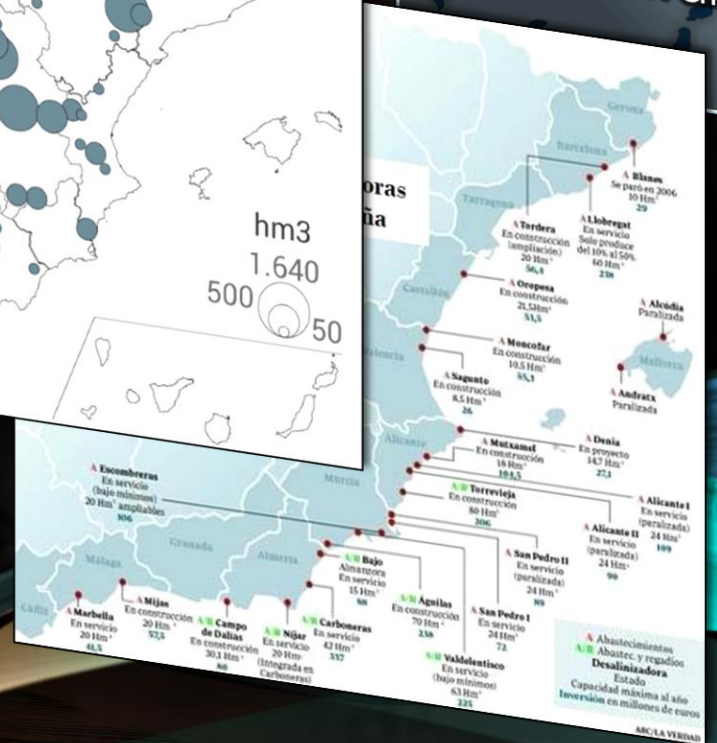 hm3
1.640
500
50
oras
ña
Gerona
Barcelona
Tarragona
Castellón
alencia
Alicante
Murcia
Almería
Granada
Málaga
Cádiz
Mallorca
A Blanes
Se paró en 2006
10 Hm³
29
A Tordera
En construcción
(ampliación)
20 Hm³
56,4
A Llobregat
En servicio
Solo produce
del 10% al 50%
60 Hm³
238
A Oropesa
En construcción
21,5Hm³
53,5
A Alcúdia
Paralizada
A Andratx
Paralizada
A Moncofar
En construcción
10,5 Hm³
55,3
A Sagunto
En construcción
8,5 Hm³
26
A Denia
En proyecto
14,7 Hm³
27,1
A Mutxamel
En construcción
18 Hm³
104,5
A/R Torrevieja
En construcción
80 Hm³
206
A Alicante I
En servicio
(paralizada)
24 Hm³
109
A Alicante II
En servicio
(paralizada)
24 Hm³
90
A San Pedro II
En servicio
(paralizada)
24 Hm³
A San Pedro I
En servicio
24 Hm³
72
A Escombreras
En servicio
(bajo mínimos)
20 Hm³ ampliables
106
A/R Valdelentisco
En servicio
(bajo mínimos)
63 Hm³
225
A/R Águilas
En construcción
70 Hm³
238
A/R Bajo
Almanzora
En servicio
15 Hm³
A/R Carboneras
En servicio
42 Hm³
337
A/R Níjar
En servicio
20 Hm³
(Integrada en
Carboneras)
A/R Campo
de Dalías
En construcción
30,1 Hm³
A Mijas
En construcción
20 Hm³
57,5
A Marbella
En servicio
20 Hm³
41,5
A Abastecimientos
A/R Abastec. y regadíos
Desalinizadora
Estado
Capacidad máxima al año
Inversión en millones de euros
ABC/LA VERDAD